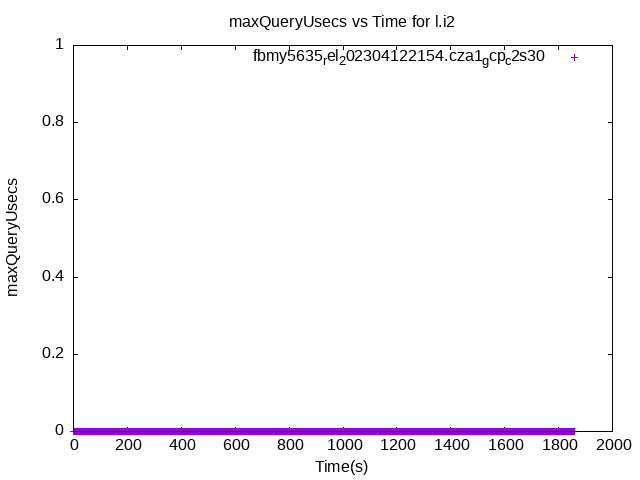 maxQueryUsecs vs Time for l.i2
fbmy5635rel202304122154.cza1gcpc2s30
1
0.8
0.6
0.4
0.2
0
maxQueryUsecs
0 200 400 600 800 1000 1200 1400 1600 1800 2000
Time(s)